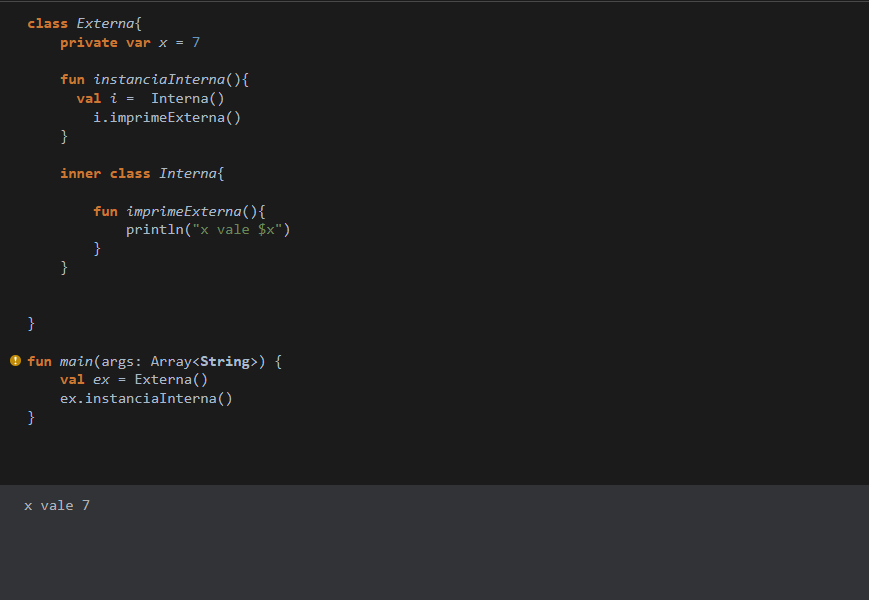 class Externa{
    private var x = 7
    fun instanciaInterna(){
      val i =  Interna()
        i.imprimeExterna()
    }
    inner class Interna{
        fun imprimeExterna(){
            println("x vale $x")
        }
    }
}
fun main(args: Array<String>) {
    val ex = Externa()
    ex.instanciaInterna()
}
x vale 7